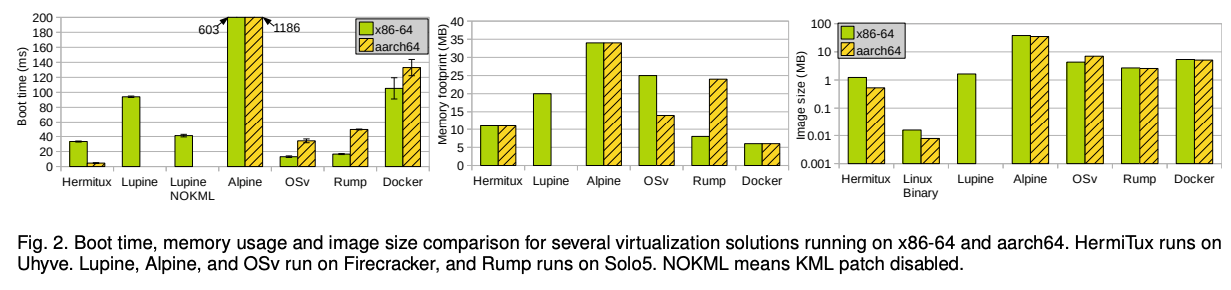 Boot time (ms)
200
180
160
140
120
100
80
60
40
20
0
603
1186
x86-64
aarch64
Hermitux Lupine Lupine NOKML Alpine OSv Rump Docker
Memory footprint (MB)
40
35
30
25
20
15
10
5
0
Hermitux Lupine Alpine OSv Rump Docker
Image size (MB)
100
10
1
0.1
0.01
0.001
x86-64
aarch64
Hermitux Linux Binary Lupine Alpine OSv Rump Docker
Fig. 2. Boot time, memory usage and image size comparison for several virtualization solutions running on x86-64 and aarch64. HermiTux runs on
Uhyve. Lupine, Alpine, and OSv run on Firecracker, and Rump runs on Solo5. NOKML means KML patch disabled.